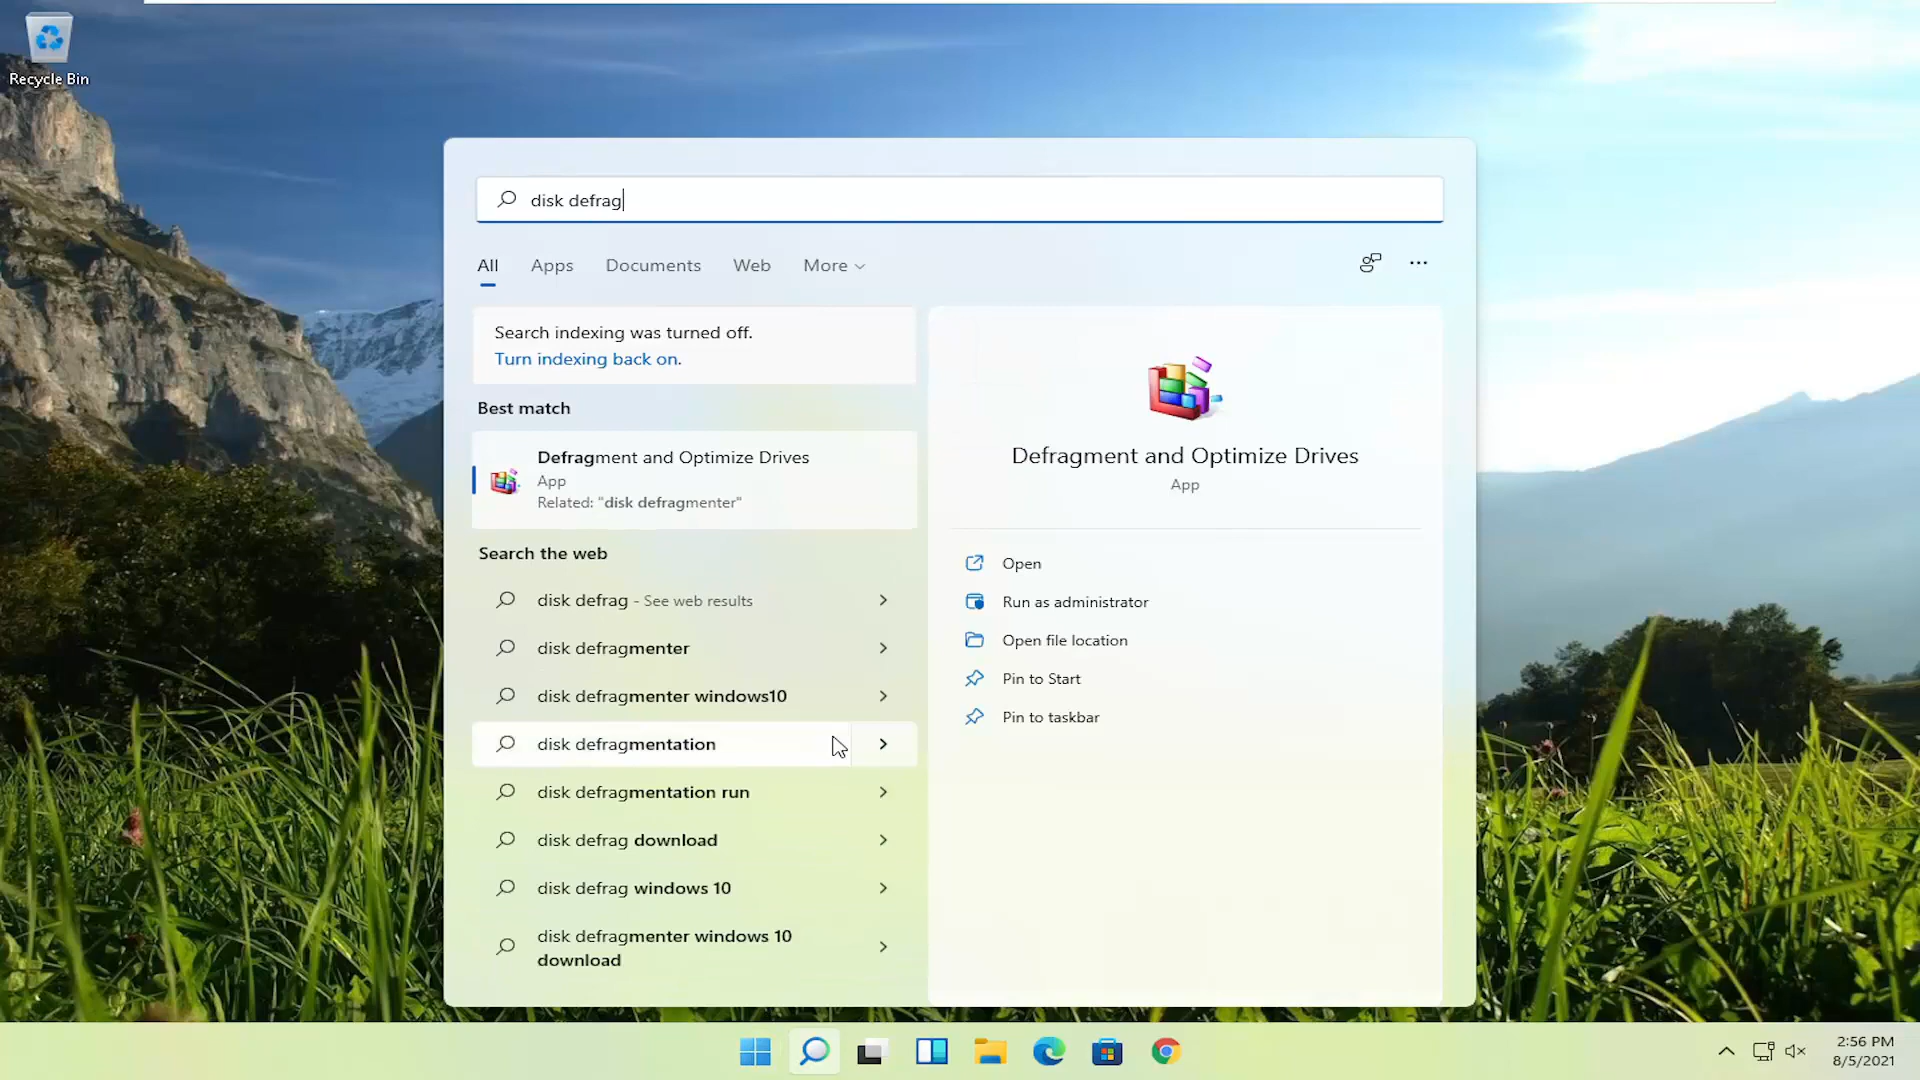 Recycle Bin
disk defrag
All Apps Documents Web More
Search indexing was turned off.
Turn indexing back on.
Best match
Defragment and Optimize Drives
App
Related: "disk defragmenter"
Search the web
disk defrag - See web results
disk defragmenter
disk defragmenter windows10
disk defragmentation
disk defragmentation run
disk defrag download
disk defrag windows 10
disk defragmenter windows 10
download
Defragment and Optimize Drives
App
Open
Run as administrator
Open file location
Pin to Start
Pin to taskbar
2:56 PM
8/5/2021